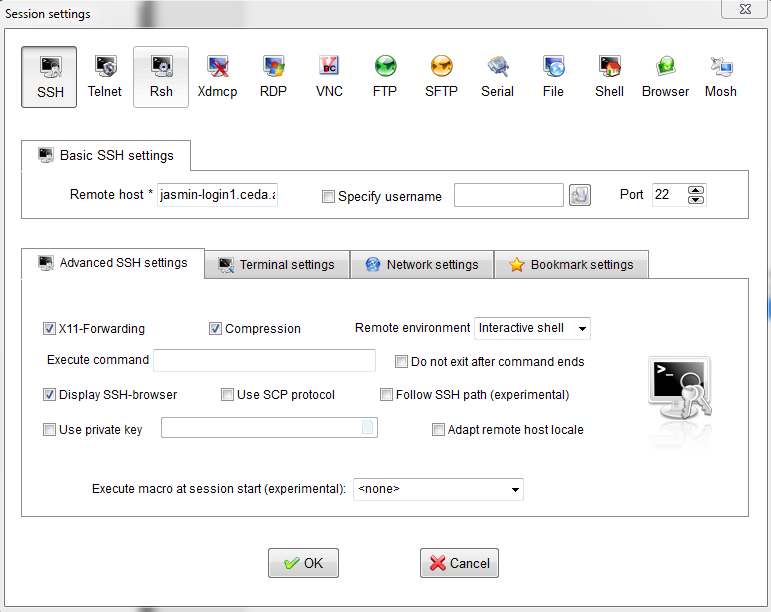 Session settings
SSH Telnet Rsh Xdmcp RDP VNC FTP SFTP Serial File Shell Browser Mosh
Basic SSH settings
Remote host * jasmin-login1.ceda.a Specify username Port 22
Advanced SSH settings Terminal settings Network settings Bookmark settings
X11-Forwarding Compression Remote environment Interactive shell
Execute command Do not exit after command ends
Display SSH-browser Use SCP protocol Follow SSH path (experimental)
Use private key Adapt remote host locale
Execute macro at session start (experimental): <none>
OK Cancel